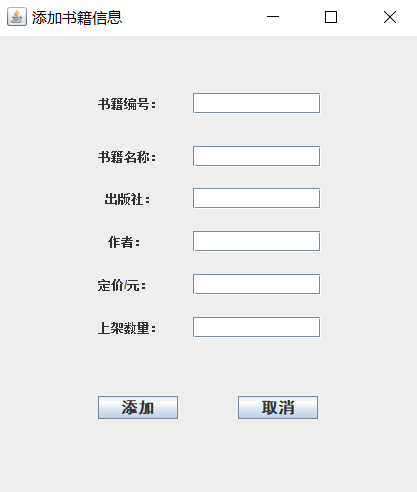 添加书籍信息
书籍编号：
书籍名称：
出版社：
作者：
定价/元：
上架数量：
添加 取消